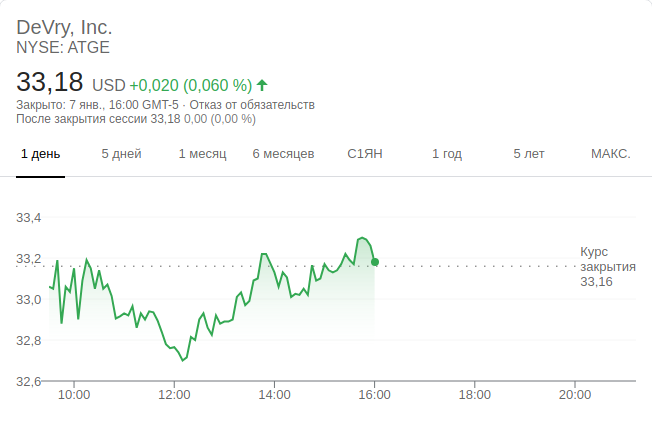 DeVry, Inc.
NYSE: ATGE
33,18 USD +0,020 (0,060 %)
Закрыто: 7 янв., 16:00 GMT-5 · Отказ от обязательств
После закрытия сессии 33,18 0,00 (0,00 %)
1 день 5 дней 1 месяц 6 месяцев С1ЯН 1 год 5 лет МАКС.
33,4
33,2
33,0
32,8
32,6
Курс
закрытия
33,16
10:00 12:00 14:00 16:00 18:00 20:00